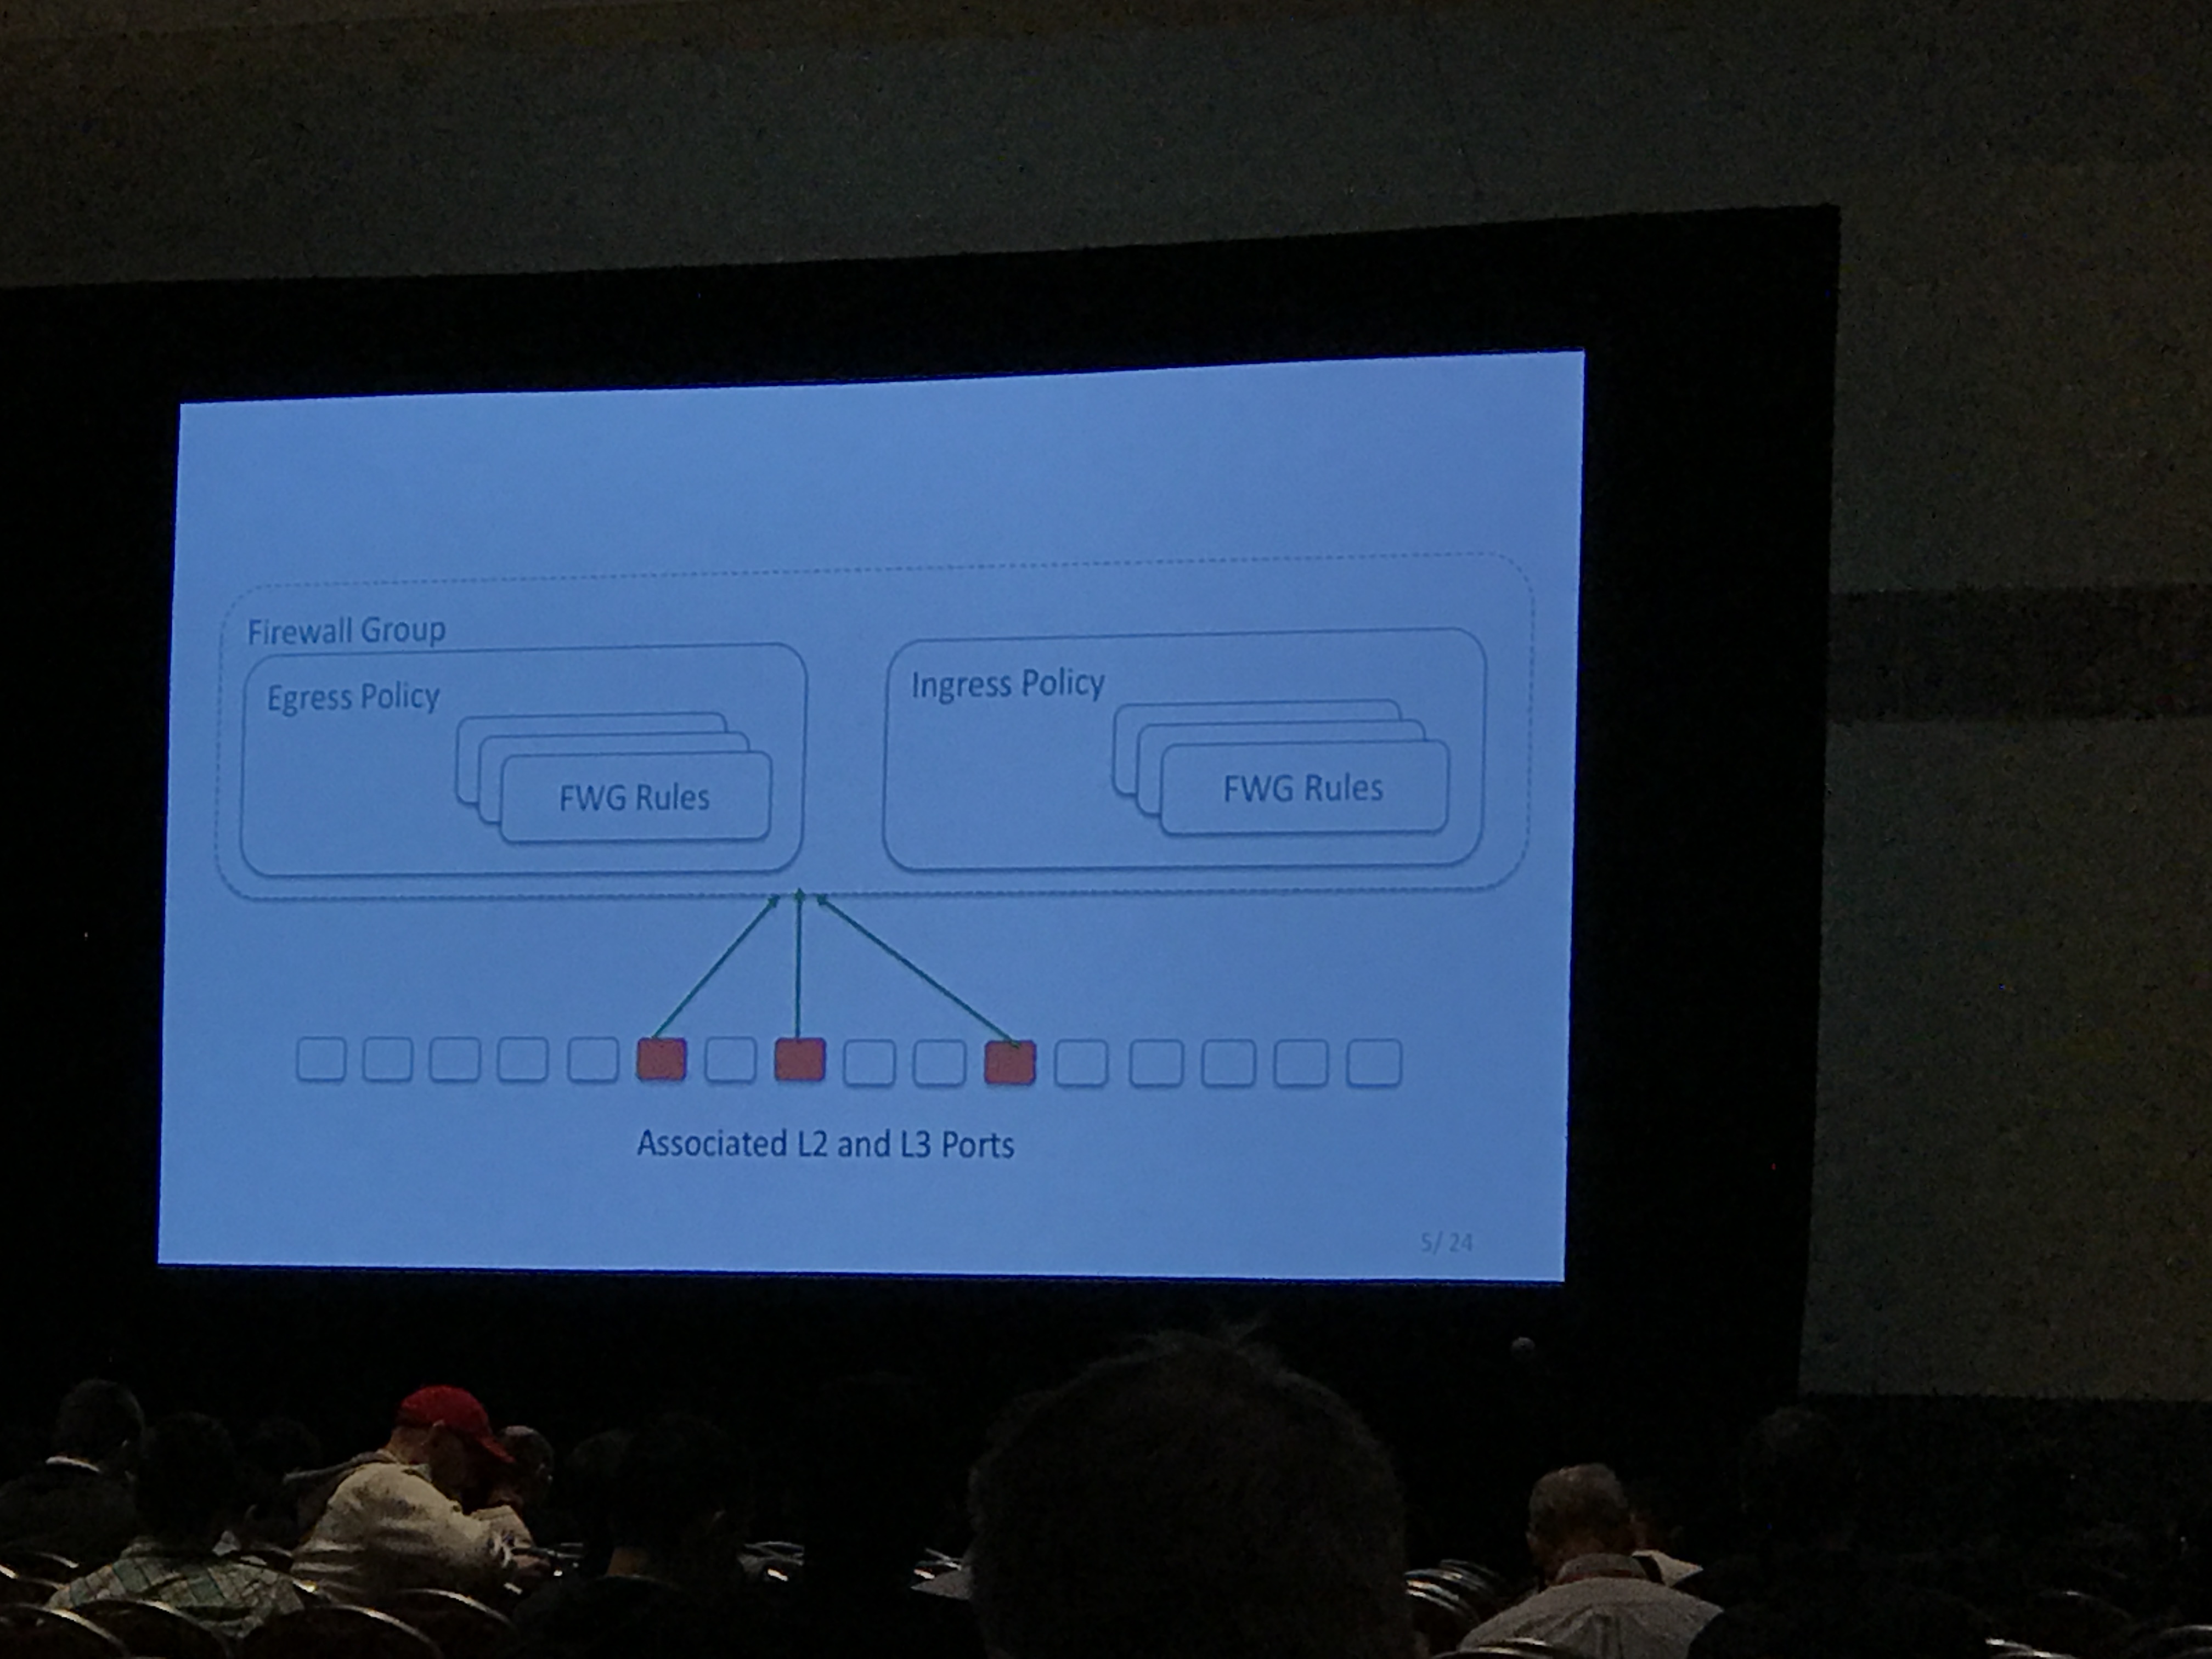 Firewall Group
Egress Policy
FWG Rules
Ingress Policy
FWG Rules
Associated L2 and L3 Ports
5/ 24